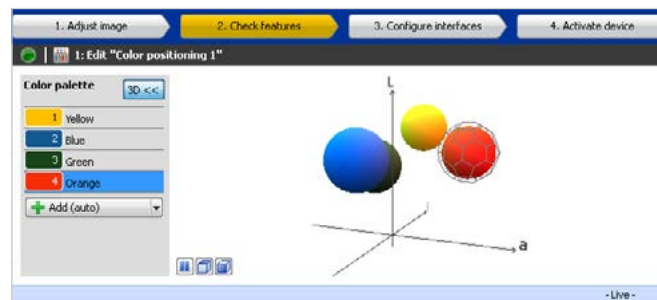 1. Adjust image
2. Check features
3. Configure interfaces
4. Activate device
1: Edit "Color positioning 1"
Color palette
3D <<
1 Yellow
2 Blue
3 Green
4 Orange
Add (auto)
L
a
- Live -